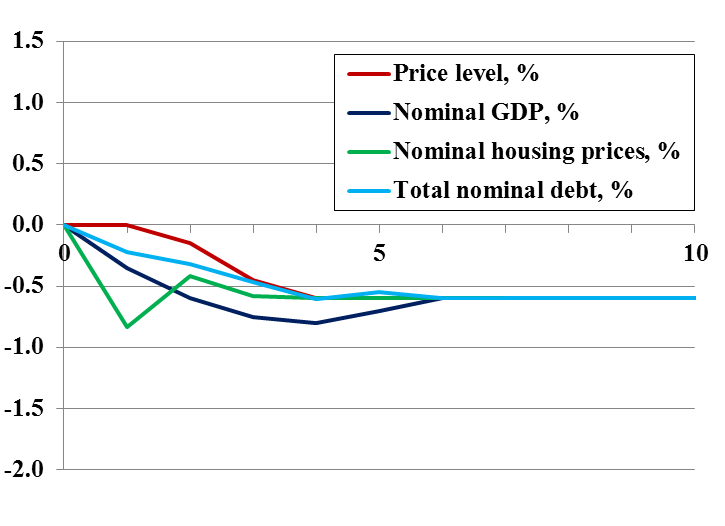 1.5
1.0
0.5
0.0
-0.5
-1.0
-1.5
-2.0
0
5
10
Price level, %
Nominal GDP, %
Nominal housing prices, %
Total nominal debt, %